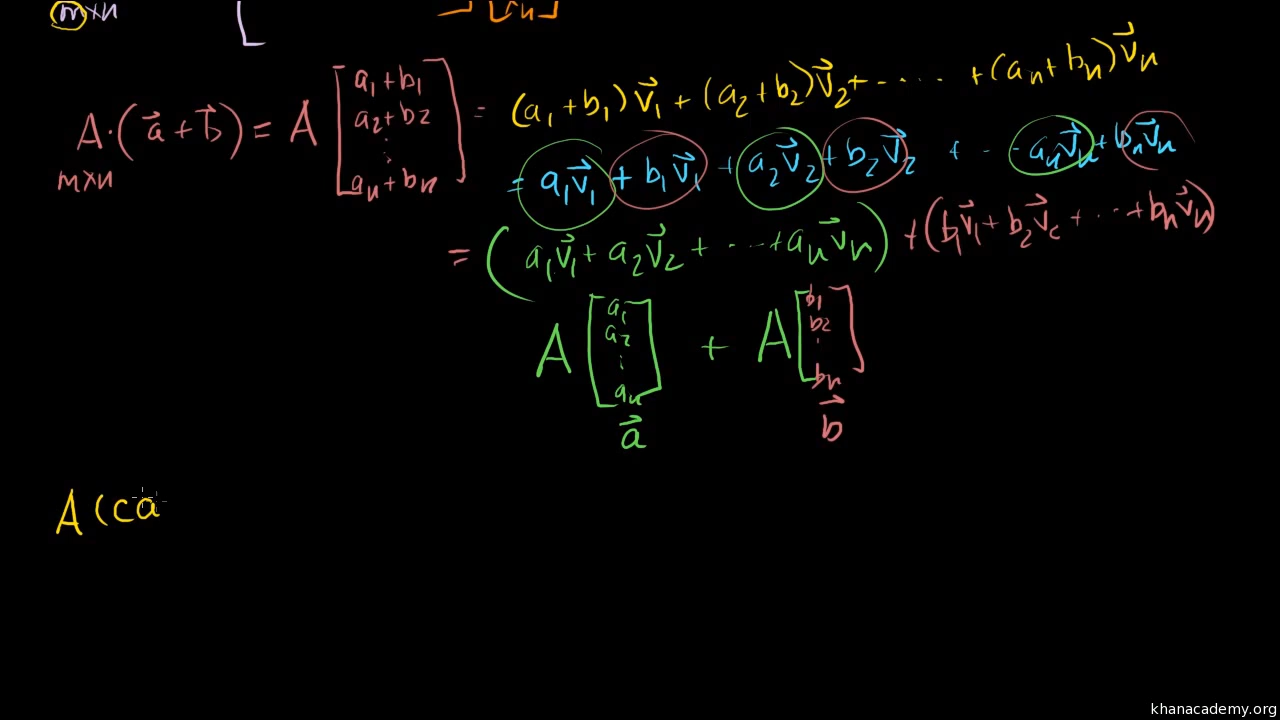 m×n
A·(a⃗ + b⃗) = A [a₁ + b₁ a₂ + b₂ ⋮ aₙ + bₙ] = (a₁ + b₁)v⃗₁ + (a₂ + b₂)v⃗₂ + ···· + (aₙ + bₙ)v⃗ₙ
m×n
= a₁v⃗₁ + b₁v⃗₁ + a₂v⃗₂ + b₂v⃗₂ + ·· aₙv⃗ₙ + bₙv⃗ₙ
= (a₁v⃗₁ + a₂v⃗₂ + ··· + aₙv⃗ₙ) + (b₁v⃗₁ + b₂v⃗₂ + ··· + bₙv⃗ₙ)
A [a₁ a₂ ⋮ aₙ] + A [b₁ b₂ ⋮ bₙ]
a⃗ b⃗
A(ca
khanacademy.org